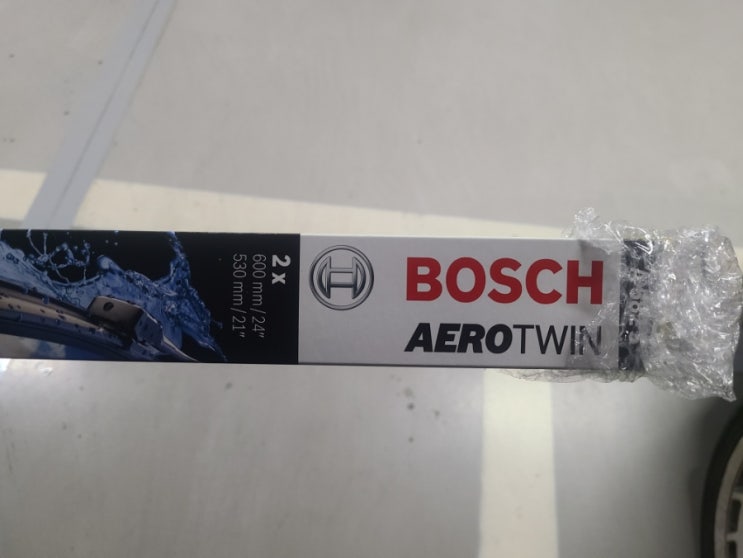 2 x
600 mm / 24"
530 mm / 21"
BOSCH
AEROTWIN